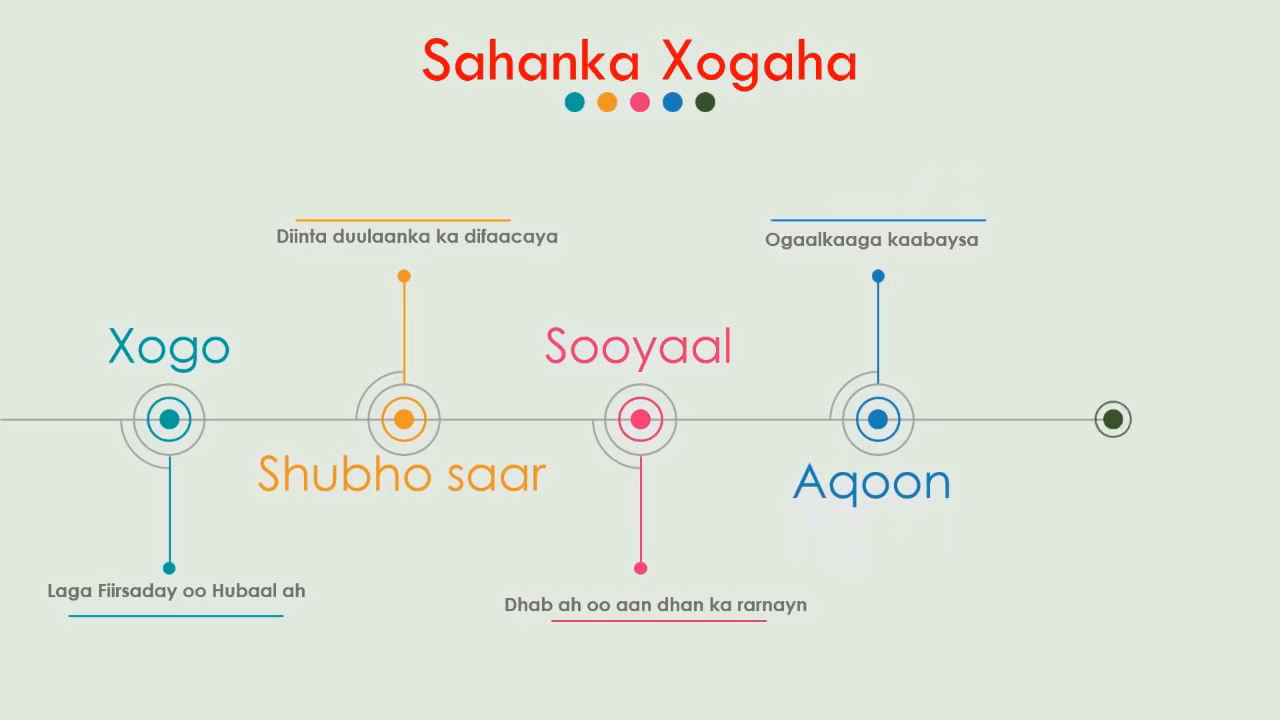 Sahanka Xogaha
Diinta duulaanka ka difaacaya
Ogaalkaaga kaabaysa
Xogo
Sooyaal
Shubho saar
Aqoon
Laga Fiirsaday oo Hubaal ah
Dhab ah oo aan dhan ka rarnayn